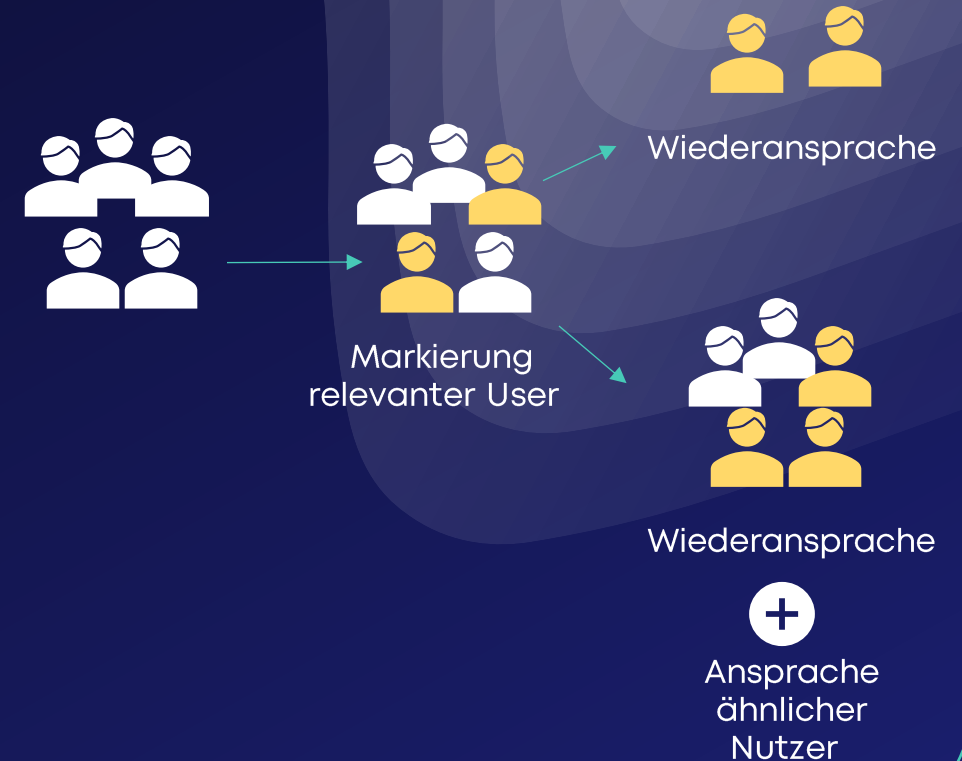 Wiederansprache
Markierung
relevanter User
Wiederansprache
Ansprache
ähnlicher
Nutzer